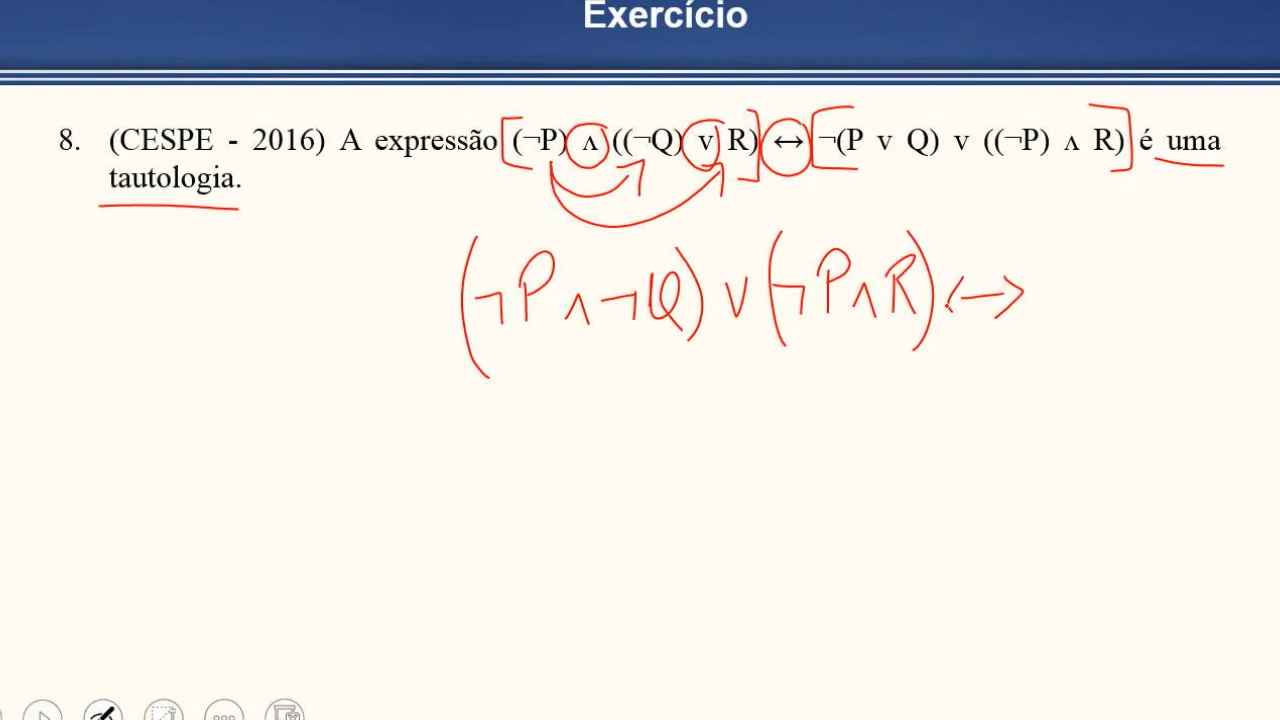 Exercício
8. (CESPE - 2016) A expressão (¬P) ∧ ((¬Q) ∨ R) ↔ ¬(P ∨ Q) ∨ ((¬P) ∧ R) é uma
tautologia.
(¬P ∧ ¬Q) ∨ (¬P ∧ R) ↔